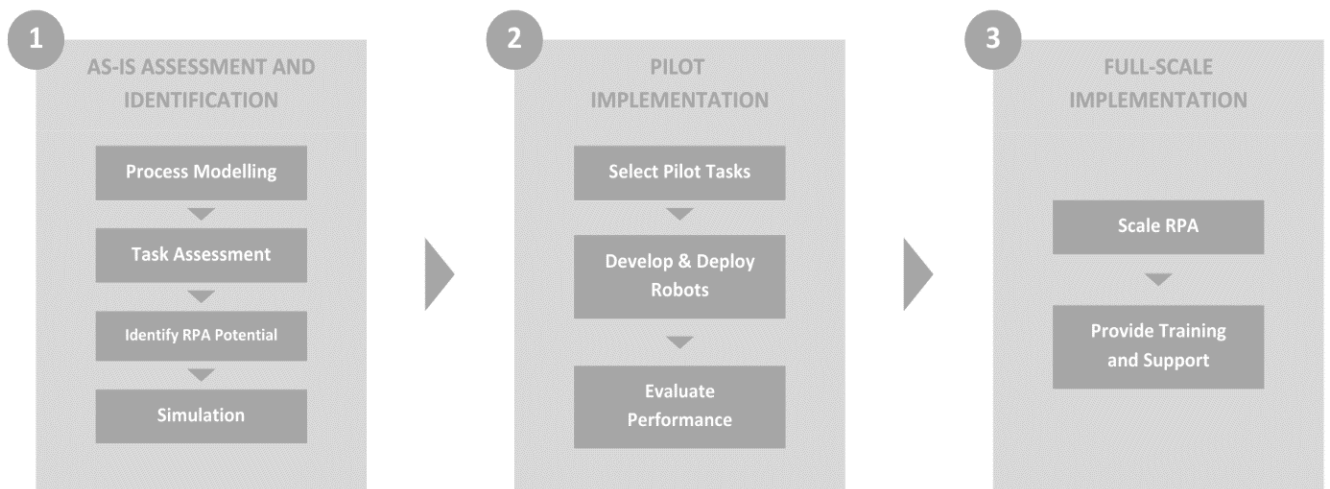 1
AS-IS ASSESSMENT AND
IDENTIFICATION
Process Modelling
Task Assessment
Identify RPA Potential
Simulation
2
PILOT
IMPLEMENTATION
Select Pilot Tasks
Develop & Deploy
Robots
Evaluate
Performance
3
FULL-SCALE
IMPLEMENTATION
Scale RPA
Provide Training
and Support